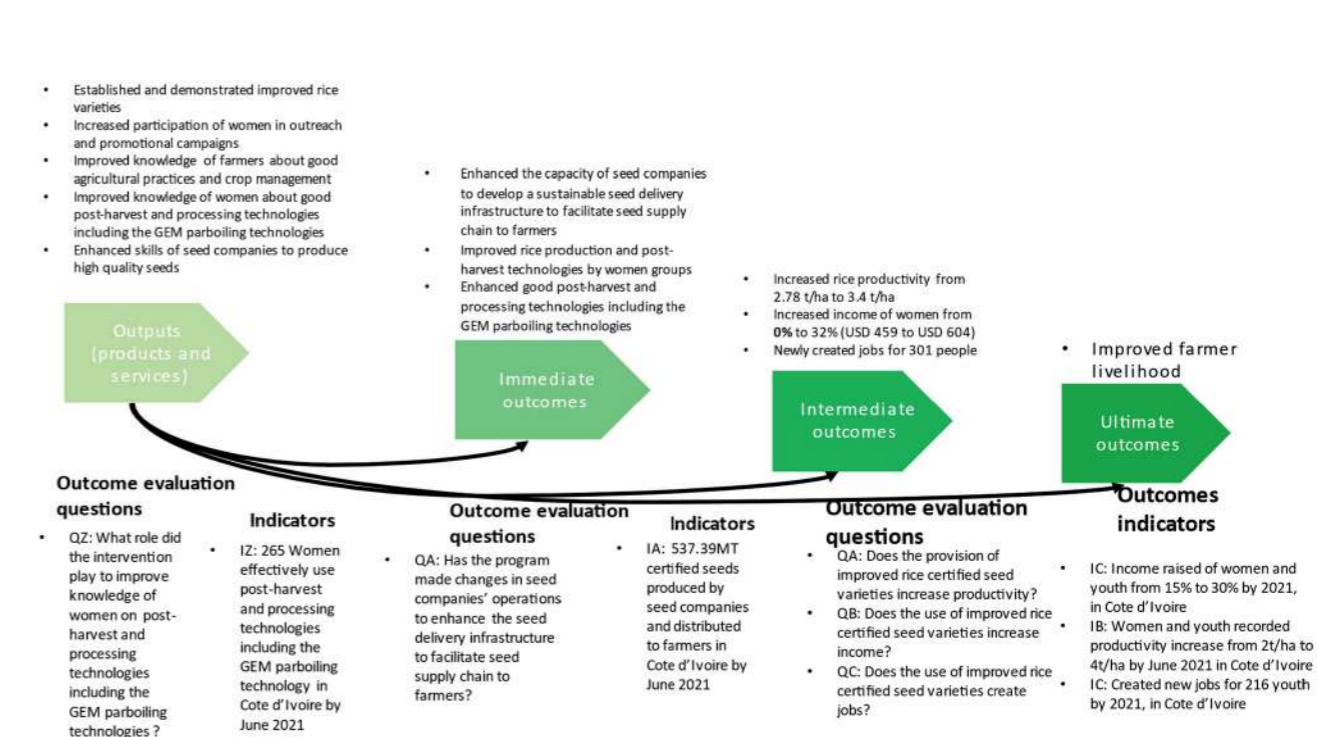 • Established and demonstrated improved rice
varieties
• Increased participation of women in outreach
and promotional campaigns
• Improved knowledge of farmers about good
agricultural practices and crop management
• Improved knowledge of women about good
post-harvest and processing technologies
including the GEM parboiling technologies
• Enhanced skills of seed companies to produce
high quality seeds
Outputs
(products and
services)
• Enhanced the capacity of seed companies
to develop a sustainable seed delivery
infrastructure to facilitate seed supply
chain to farmers
• Improved rice production and post-
harvest technologies by women groups
• Enhanced good post-harvest and
processing technologies including the
GEM parboiling technologies
Immediate
outcomes
• Increased rice productivity from
2.78 t/ha to 3.4 t/ha
• Increased income of women from
0% to 32% (USD 459 to USD 604)
• Newly created jobs for 301 people
Intermediate
outcomes
• Improved farmer
livelihood
Ultimate
outcomes
Outcome evaluation
questions
• QZ: What role did
the intervention
play to improve
knowledge of
women on post-
harvest and
processing
technologies
including the
GEM parboiling
technologies ?
Indicators
• IZ: 265 Women
effectively use
post-harvest
and processing
technologies
including the
GEM parboiling
technology in
Cote d'Ivoire by
June 2021
Outcome evaluation
questions
• QA: Has the program
made changes in seed
companies' operations
to enhance the seed
delivery infrastructure
to facilitate seed
supply chain to
farmers?
Indicators
• IA: 537.39MT
certified seeds
produced by
seed companies
and distributed
to farmers in
Cote d'Ivoire by
June 2021
Outcome evaluation
questions
• QA: Does the provision of
improved rice certified seed
varieties increase productivity?
• QB: Does the use of improved rice
certified seed varieties increase
income?
• QC: Does the use of improved rice
certified seed varieties create
jobs?
Outcomes
indicators
• IC: Income raised of women and
youth from 15% to 30% by 2021,
in Cote d'Ivoire
• IB: Women and youth recorded
productivity increase from 2t/ha to
4t/ha by June 2021 in Cote d'Ivoire
• IC: Created new jobs for 216 youth
by 2021, in Cote d'Ivoire